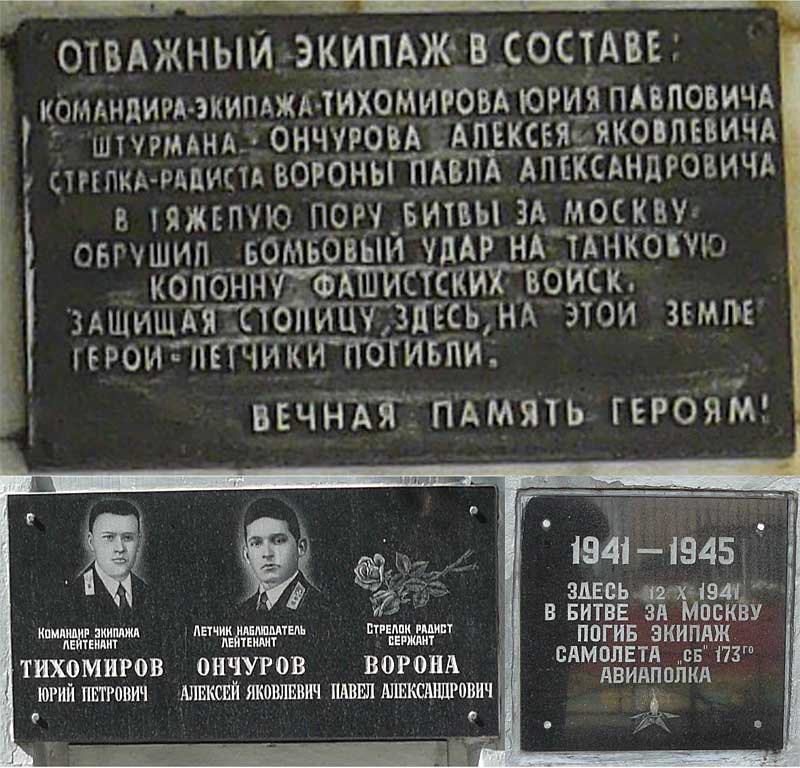 ОТВАЖНЫЙ ЭКИПАЖ В СОСТАВЕ:
КОМАНДИРА-ЭКИПАЖА-ТИХОМИРОВА ЮРИЯ ПАВЛОВИЧА
ШТУРМАНА - ОНЧУРОВА АЛЕКСЕЯ ЯКОВЛЕВИЧА
СТРЕЛКА-РАДИСТА ВОРОНЫ ПАВЛА АЛЕКСАНДРОВИЧА
В ТЯЖЕЛУЮ ПОРУ БИТВЫ ЗА МОСКВУ
ОБРУШИЛ БОМБОВЫЙ УДАР НА ТАНКОВУЮ
КОЛОННУ ФАШИСТСКИХ ВОЙСК.
ЗАЩИЩАЯ СТОЛИЦУ, ЗДЕСЬ, НА ЭТОЙ ЗЕМЛЕ
ГЕРОИ-ЛЕТЧИКИ ПОГИБЛИ.
ВЕЧНАЯ ПАМЯТЬ ГЕРОЯМ!
Командир экипажа
лейтенант
ТИХОМИРОВ
ЮРИЙ ПЕТРОВИЧ
Летчик наблюдатель
лейтенант
ОНЧУРОВ
АЛЕКСЕЙ ЯКОВЛЕВИЧ
Стрелок радист
сержант
ВОРОНА
ПАВЕЛ АЛЕКСАНДРОВИЧ
1941 — 1945
ЗДЕСЬ 12 X 1941
В БИТВЕ ЗА МОСКВУ
ПОГИБ ЭКИПАЖ
САМОЛЕТА „СБ" 173го
АВИАПОЛКА